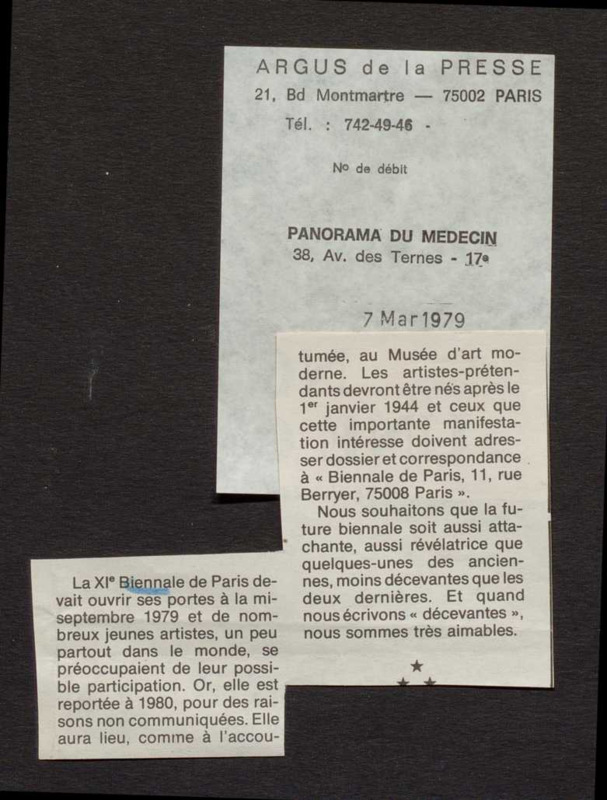 ARGUS de la PRESSE
21, Bd Montmartre — 75002 PARIS
Tél. : 742-49-46 -
No de débit
PANORAMA DU MEDECIN
38, Av. des Ternes - 17e
7 Mar 1979
La XIe Biennale de Paris de-
vait ouvrir ses portes à la mi-
septembre 1979 et de nom-
breux jeunes artistes, un peu
partout dans le monde, se
préoccupaient de leur possi-
ble participation. Or, elle est
reportée à 1980, pour des rai-
sons non communiquées. Elle
aura lieu, comme à l'accou-
tumée, au Musée d'art mo-
derne. Les artistes-préten-
dants devront être nés après le
1er janvier 1944 et ceux que
cette importante manifesta-
tion intéresse doivent adres-
ser dossier et correspondance
à « Biennale de Paris, 11, rue
Berryer, 75008 Paris ».
Nous souhaitons que la fu-
ture biennale soit aussi atta-
chante, aussi révélatrice que
quelques-unes des ancien-
nes, moins décevantes que les
deux dernières. Et quand
nous écrivons « décevantes »,
nous sommes très aimables.